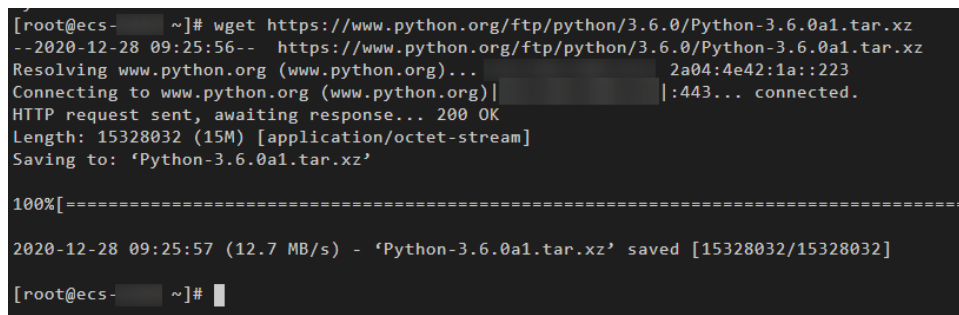 [root@ecs- ~]# wget https://www.python.org/ftp/python/3.6.0/Python-3.6.0a1.tar.xz
--2020-12-28 09:25:56--  https://www.python.org/ftp/python/3.6.0/Python-3.6.0a1.tar.xz
Resolving www.python.org (www.python.org)... 2a04:4e42:1a::223
Connecting to www.python.org (www.python.org)| |:443... connected.
HTTP request sent, awaiting response... 200 OK
Length: 15328032 (15M) [application/octet-stream]
Saving to: ‘Python-3.6.0a1.tar.xz’
100%[=====================================================================================
2020-12-28 09:25:57 (12.7 MB/s) - ‘Python-3.6.0a1.tar.xz’ saved [15328032/15328032]
[root@ecs- ~]#